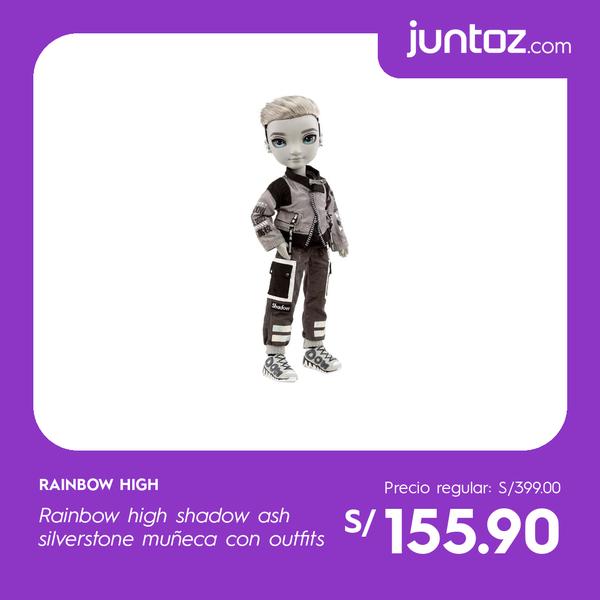 juntoz.com
Shadow
RAINBOW HIGH
Rainbow high shadow ash
silverstone muñeca con outfits
Precio regular: S/399.00
S/ 155.90